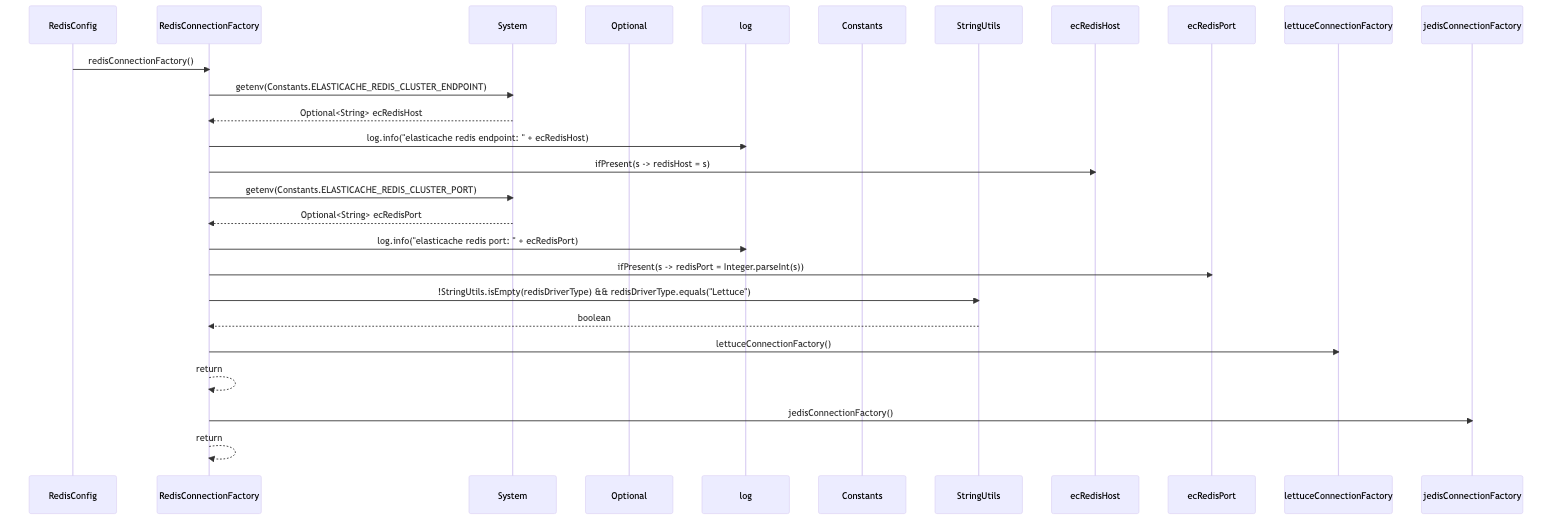 RedisConfig
RedisConnectionFactory
System
Optional
log
Constants
StringUtils
ecRedisHost
ecRedisPort
lettuceConnectionFactory
jedisConnectionFactory
redisConnectionFactory()
getenv(Constants.ELASTICACHE_REDIS_CLUSTER_ENDPOINT)
Optional<String> ecRedisHost
log.info("elasticache redis endpoint: " + ecRedisHost)
ifPresent(s -> redisHost = s)
getenv(Constants.ELASTICACHE_REDIS_CLUSTER_PORT)
Optional<String> ecRedisPort
log.info("elasticache redis port: " + ecRedisPort)
ifPresent(s -> redisPort = Integer.parseInt(s))
!StringUtils.isEmpty(redisDriverType) && redisDriverType.equals("Lettuce")
boolean
lettuceConnectionFactory()
return
jedisConnectionFactory()
return
RedisConfig
RedisConnectionFactory
System
Optional
log
Constants
StringUtils
ecRedisHost
ecRedisPort
lettuceConnectionFactory
jedisConnectionFactory